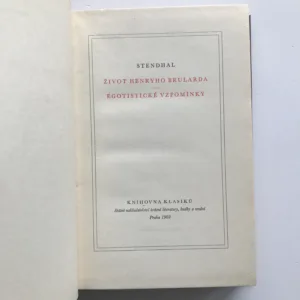 STENDHAL
ŽIVOT HENRYHO BRULARDA
EGOTISTICKÉ VZPOMÍNKY
KNIHOVNA KLASIKŮ
Státní nakladatelství krásné literatury, hudby a umění
Praha